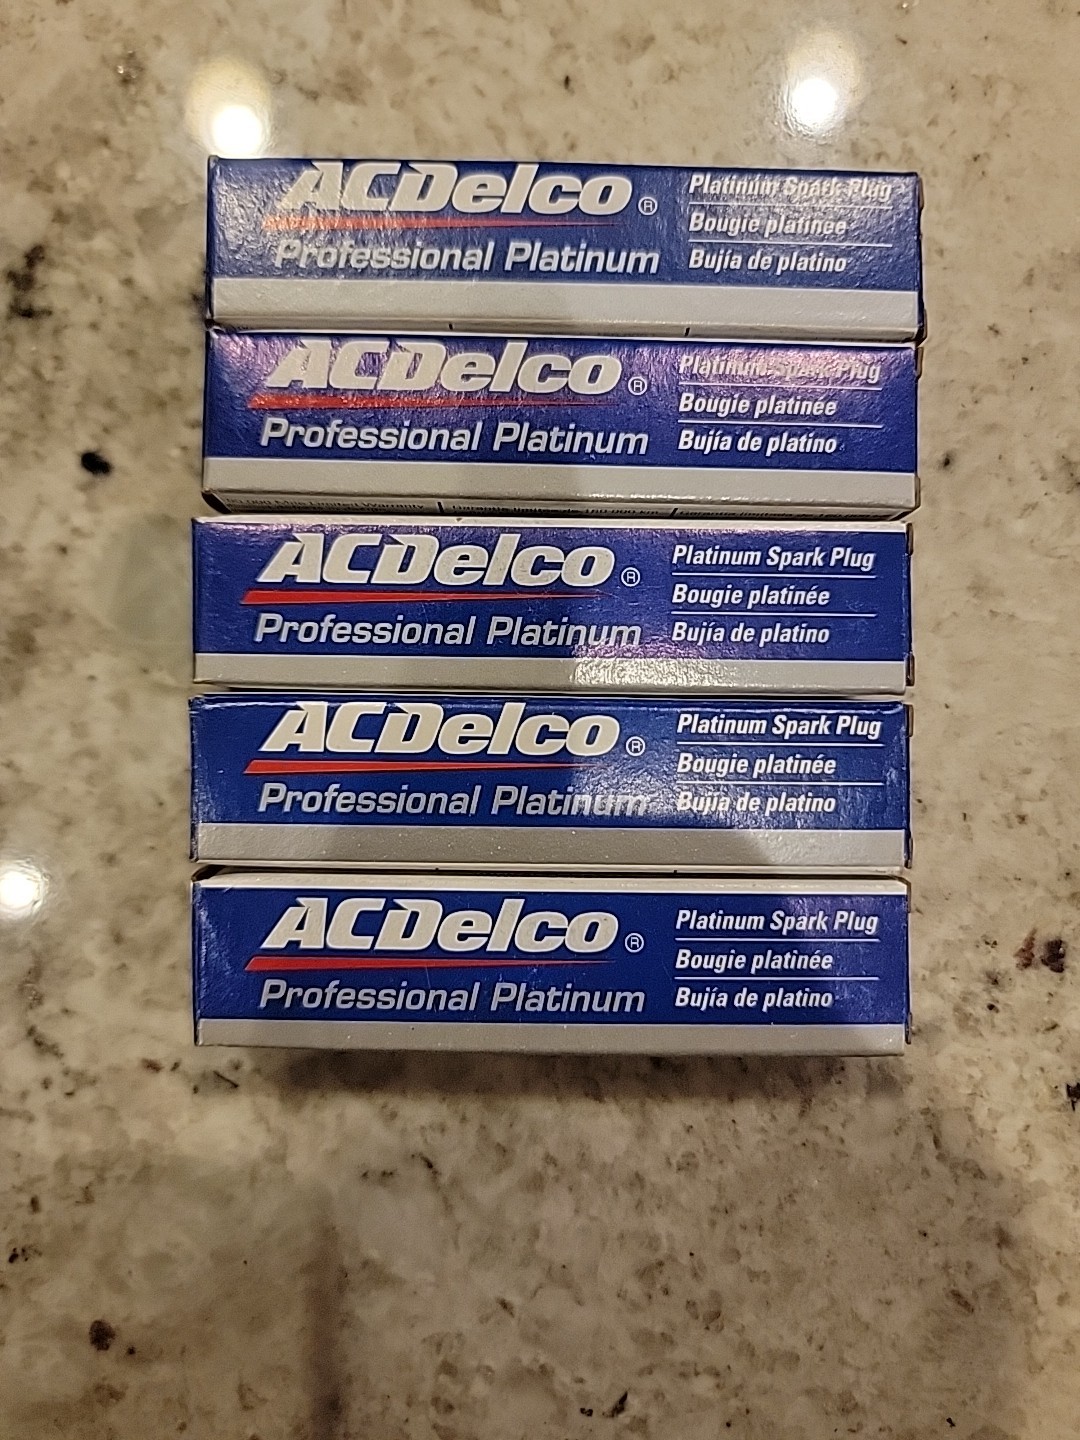 ACDelco®
Professional Platinum
Platinum Spark Plug
Bougie platinée
Bujía de platino
ACDelco®
Professional Platinum
Platinum Spark Plug
Bougie platinée
Bujía de platino
Limited Warranty
ACDelco®
Professional Platinum
Platinum Spark Plug
Bougie platinée
Bujía de platino
ACDelco®
Professional Platinum
Platinum Spark Plug
Bougie platinée
Bujía de platino
ACDelco®
Professional Platinum
Platinum Spark Plug
Bougie platinée
Bujía de platino